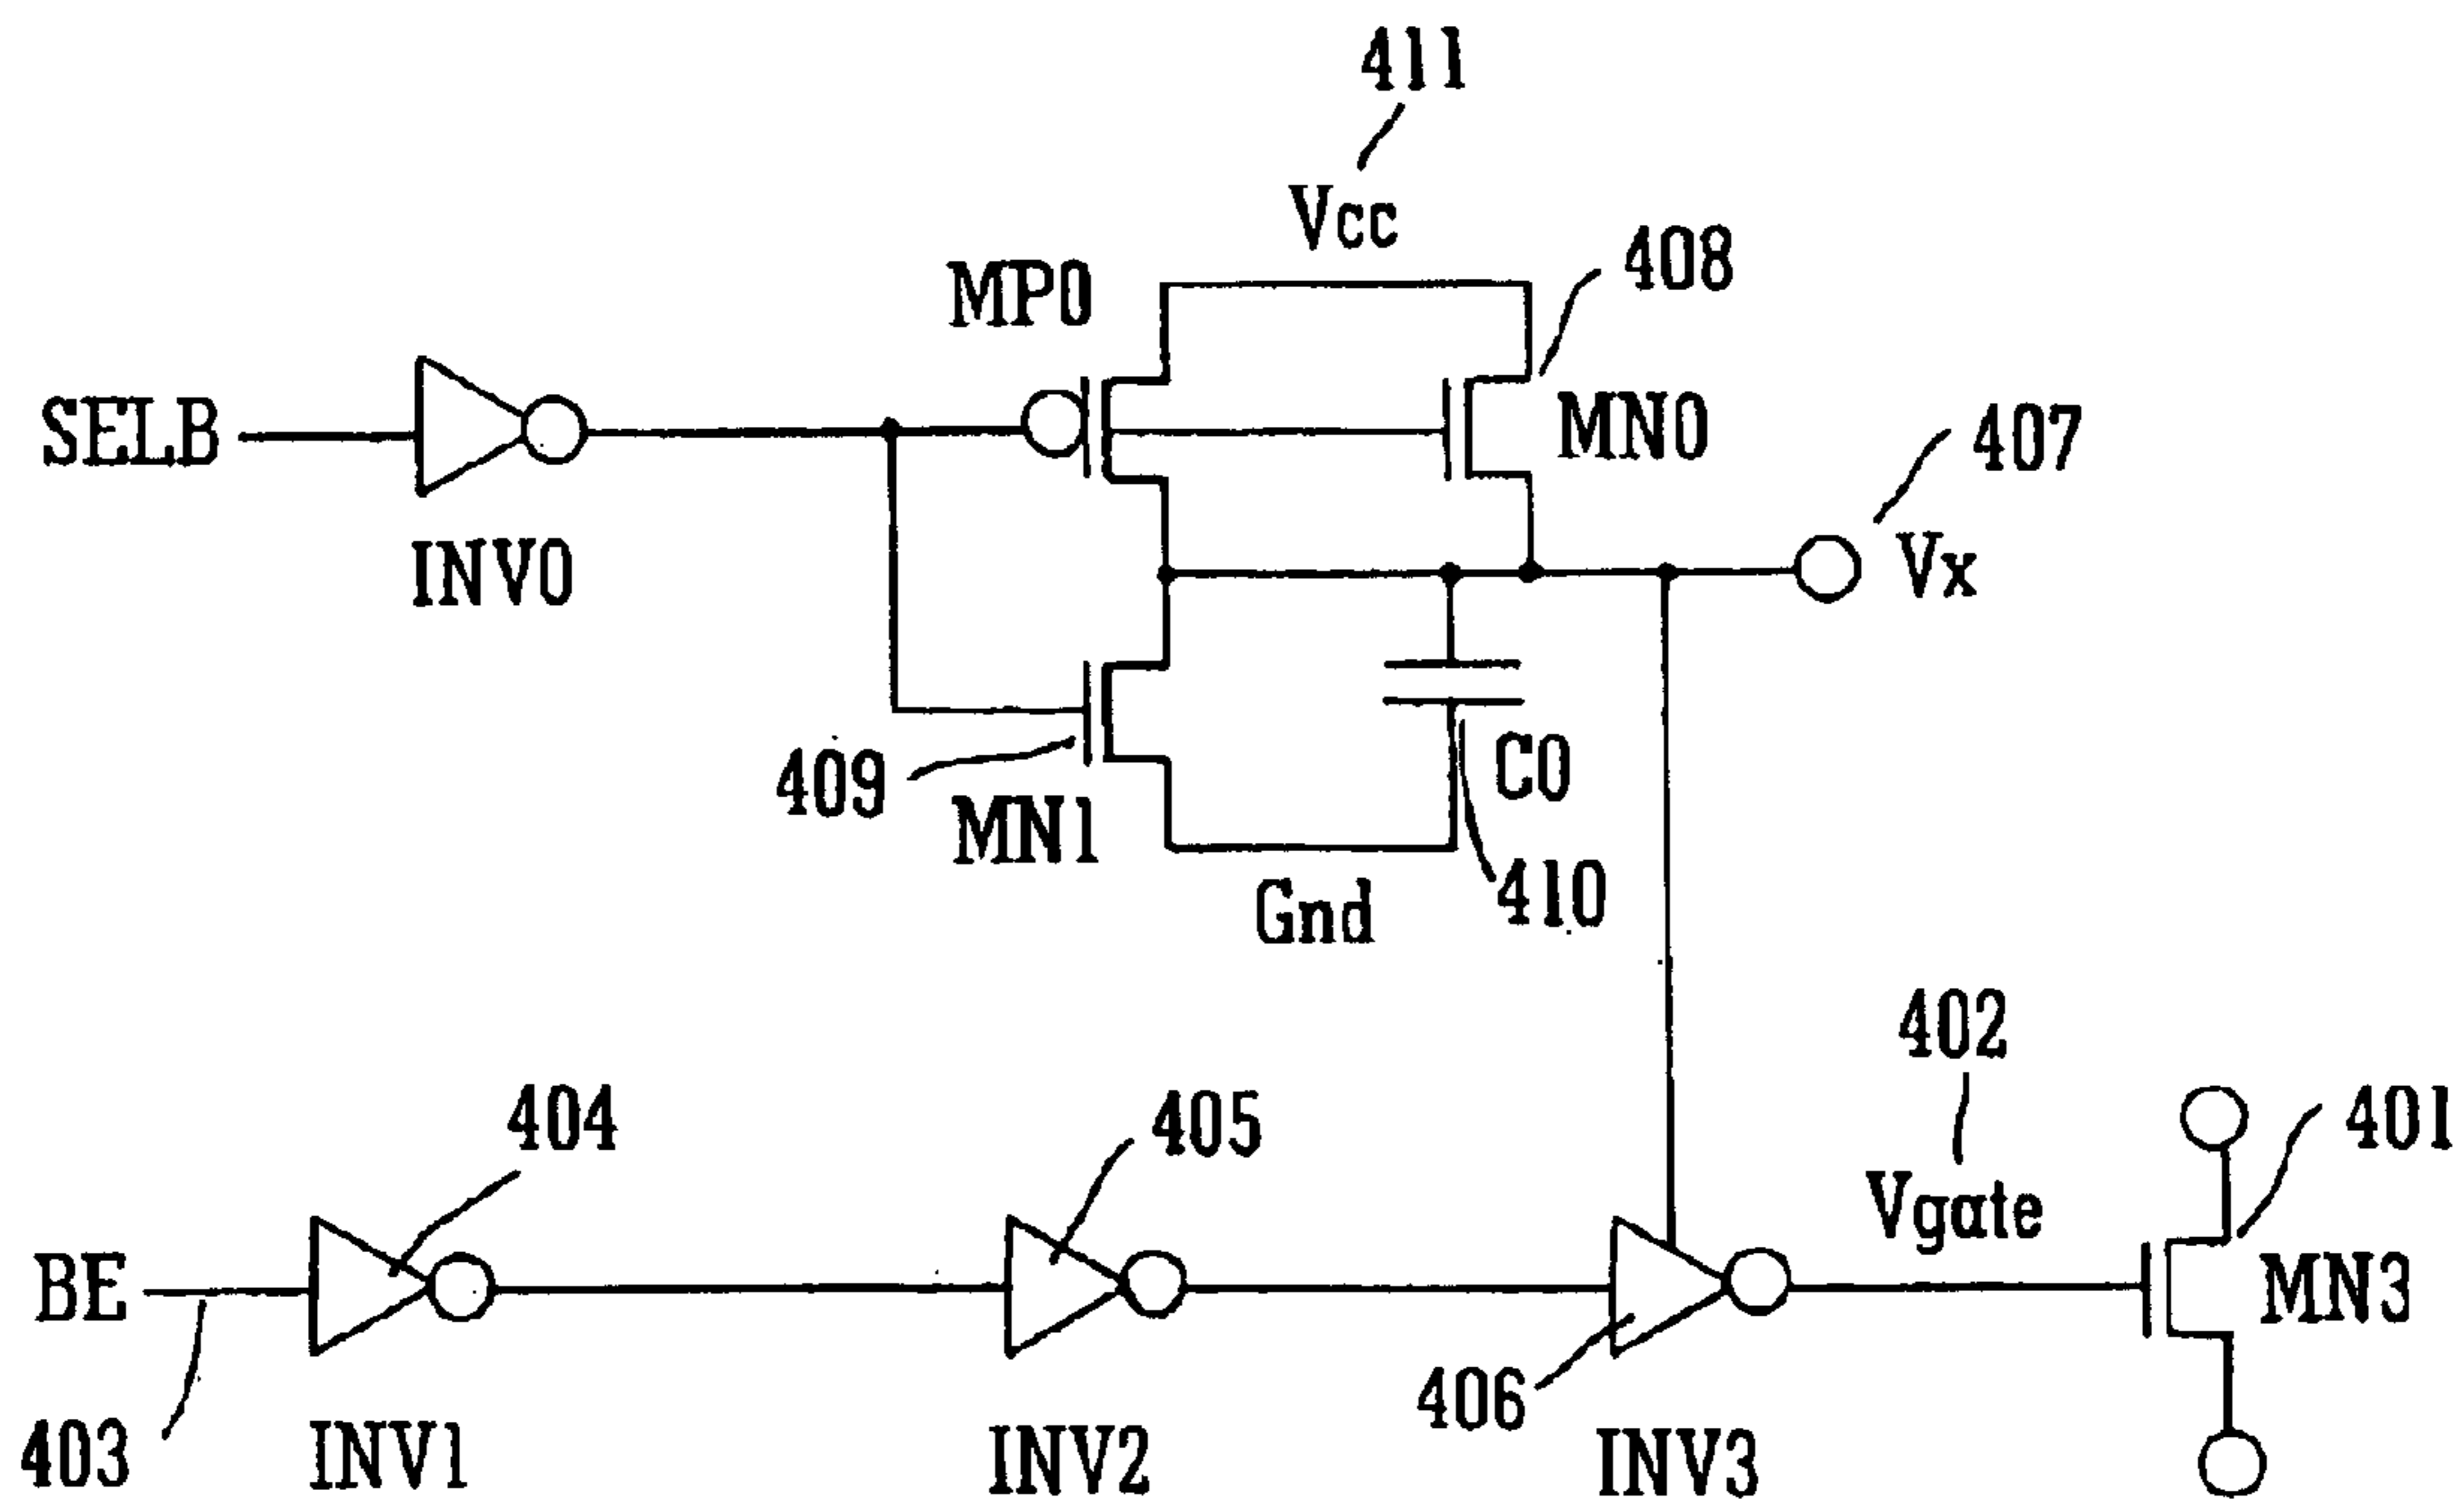 411
Vcc
408
MP0
SELB
MN0
407
INV0
Vx
409
C0
MN1
410
Gnd
402
404
405
401
Vgate
BE
MN3
406
403
INV1
INV2
INV3